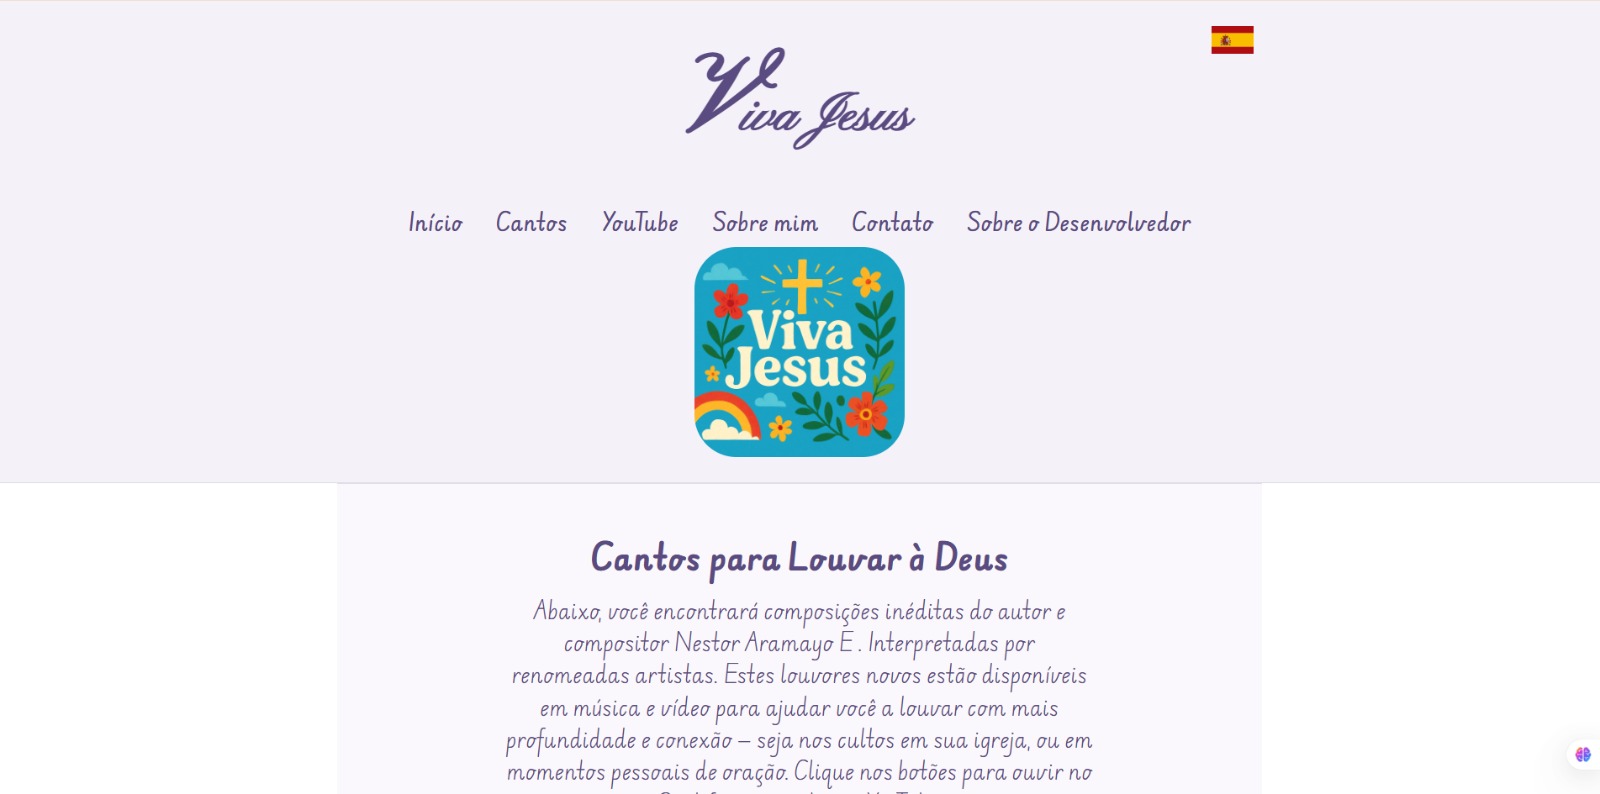 Viva Jesus
Início Cantos YouTube Sobre mim Contato Sobre o Desenvolvedor
Viva
Jesus
Cantos para Louvar à Deus
Abaixo, você encontrará composições inéditas do autor e
compositor Nestor Aramayo E . Interpretadas por
renomeadas artistas. Estes louvores novos estão disponíveis
em música e vídeo para ajudar você a louvar com mais
profundidade e conexão – seja nos cultos em sua igreja, ou em
momentos pessoais de oração. Clique nos botões para ouvir no